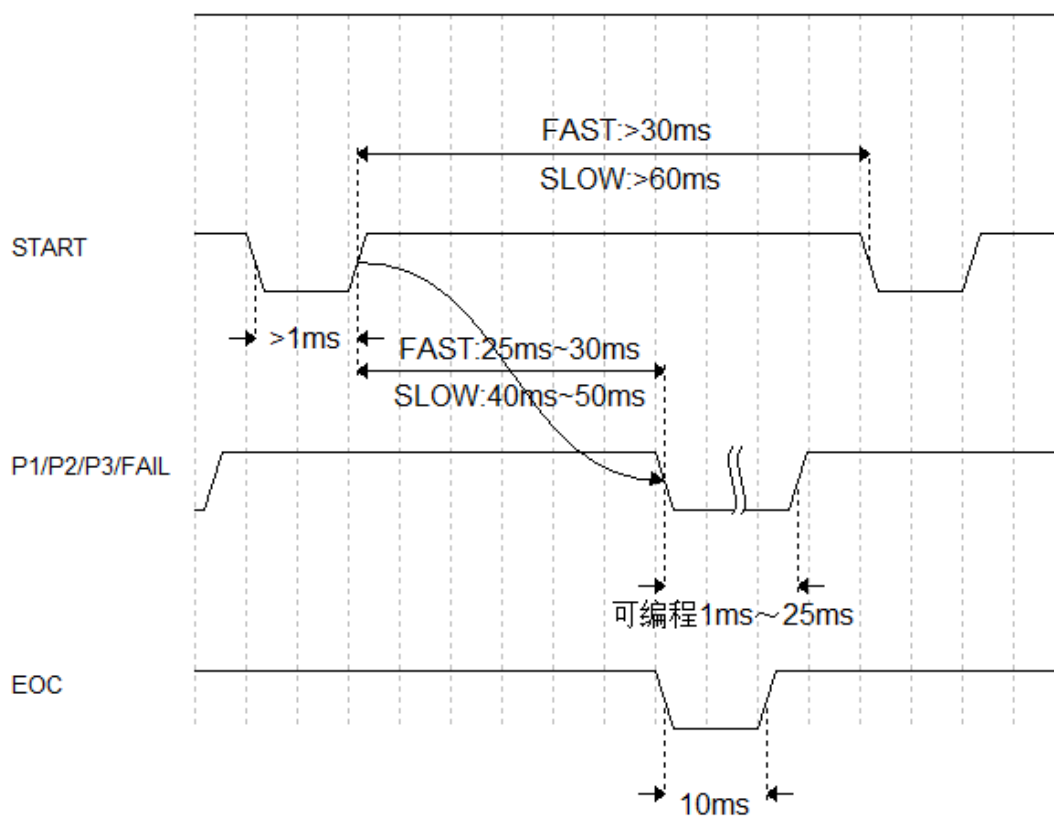 FAST:>30ms
SLOW:>60ms
START
>1ms
FAST:25ms~30ms
SLOW:40ms~50ms
P1/P2/P3/FAIL
可编程1ms～25ms
EOC
10ms